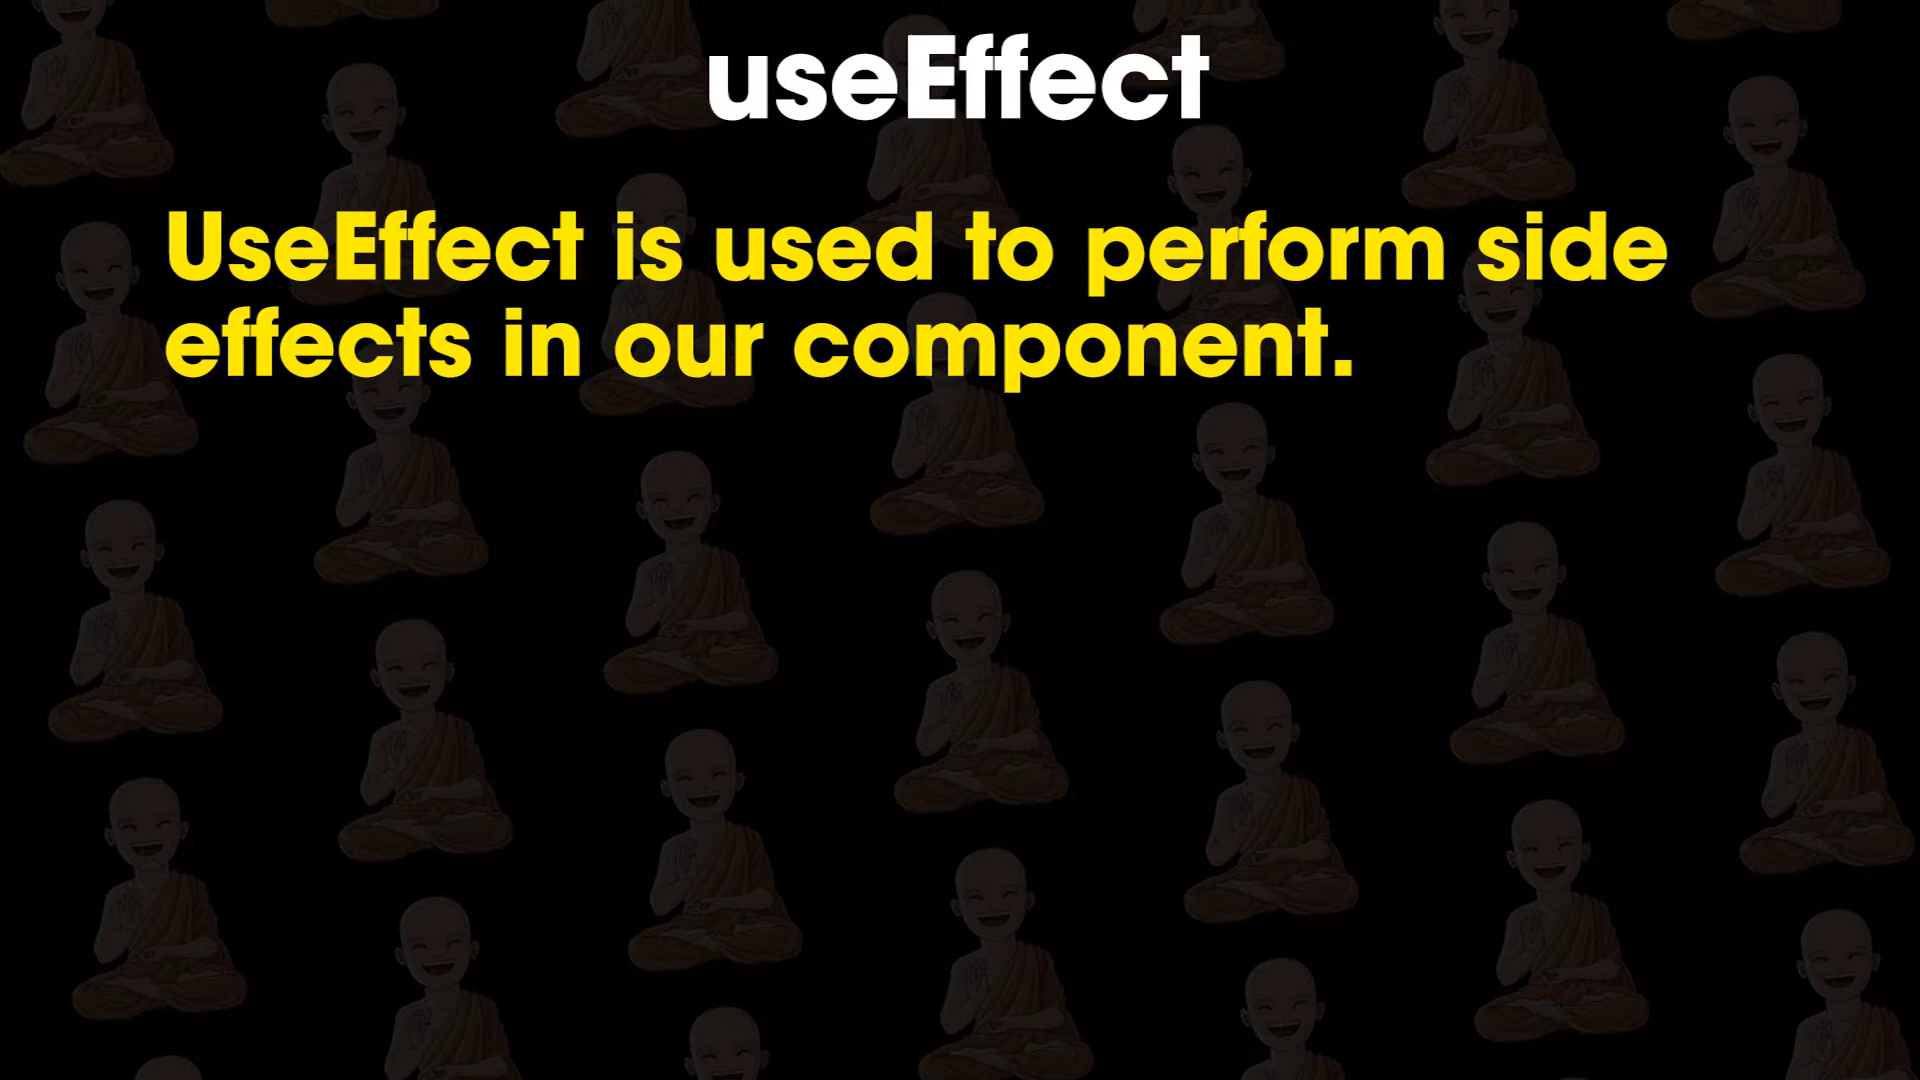 useEffect
UseEffect is used to perform side
effects in our component.